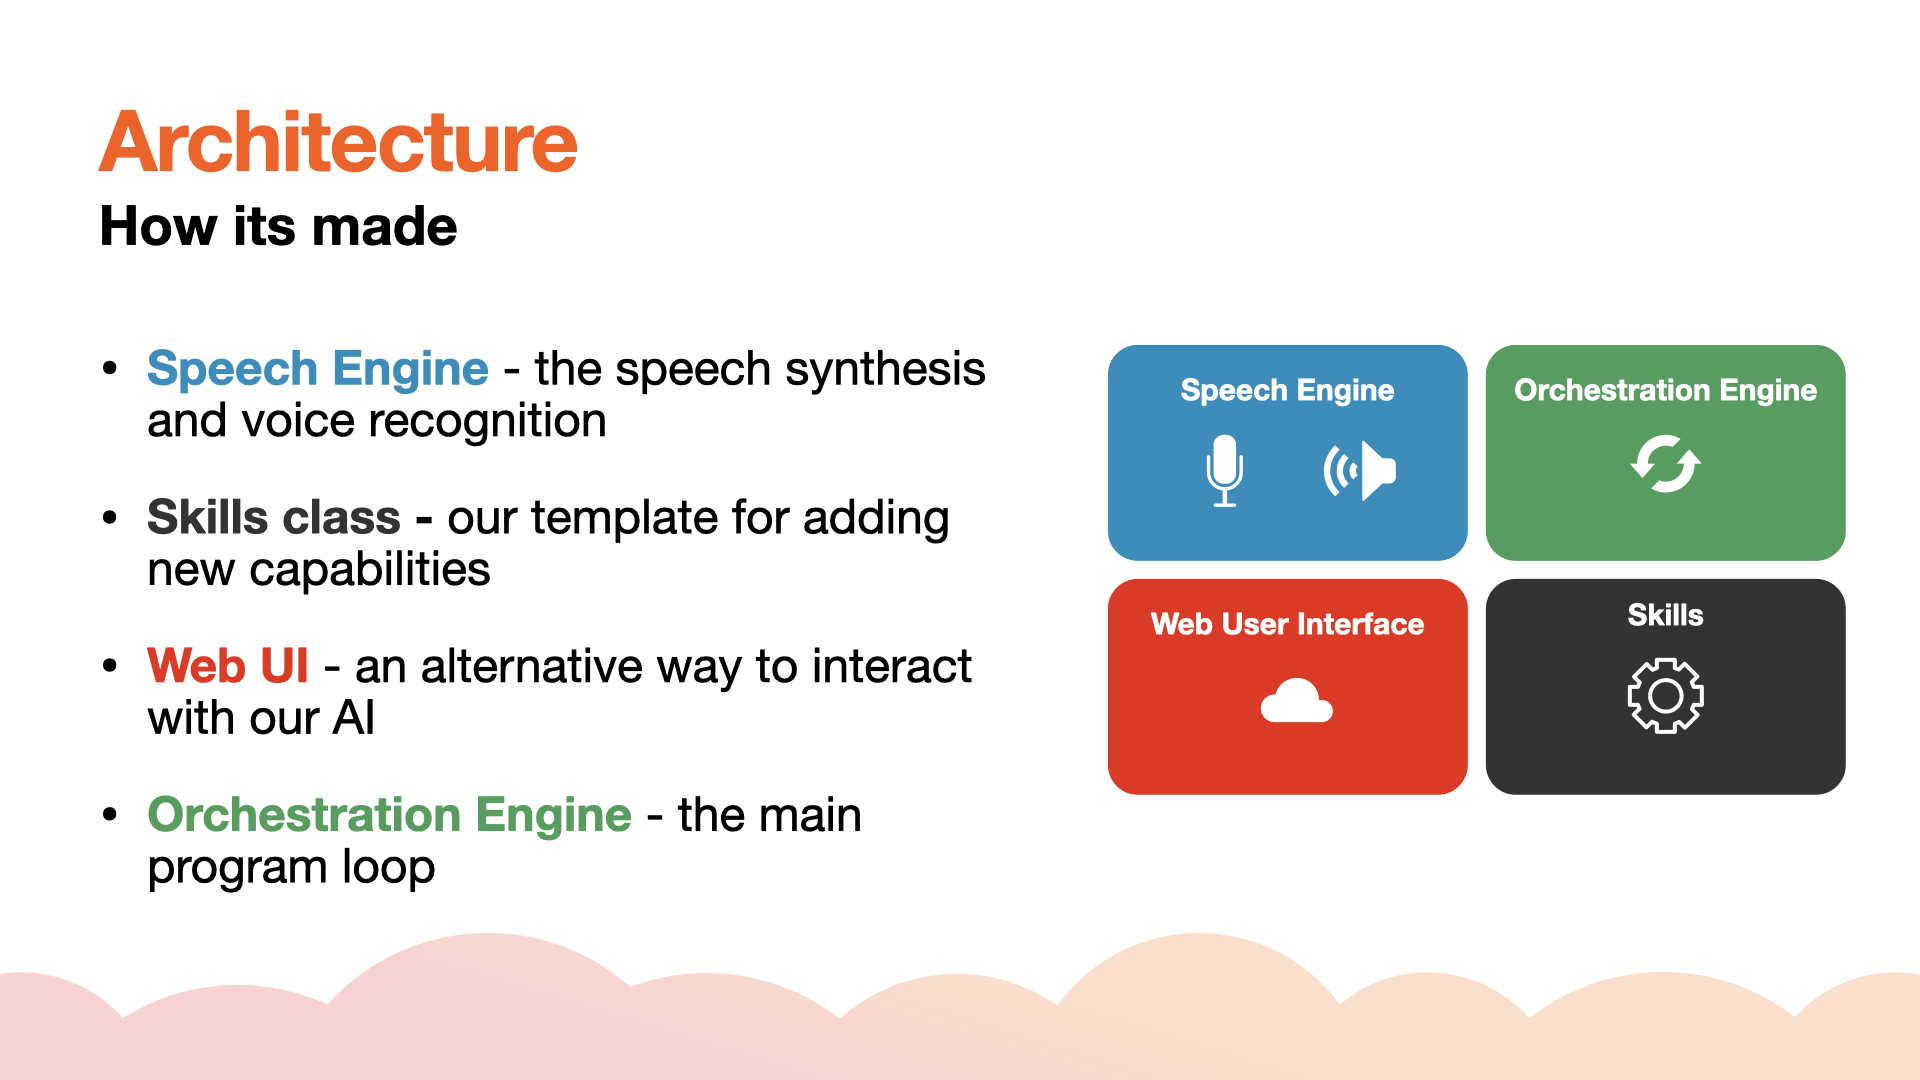 Architecture
How its made
• Speech Engine - the speech synthesis
and voice recognition
• Skills class - our template for adding
new capabilities
• Web UI - an alternative way to interact
with our AI
• Orchestration Engine - the main
program loop
Speech Engine
Orchestration Engine
Web User Interface
Skills